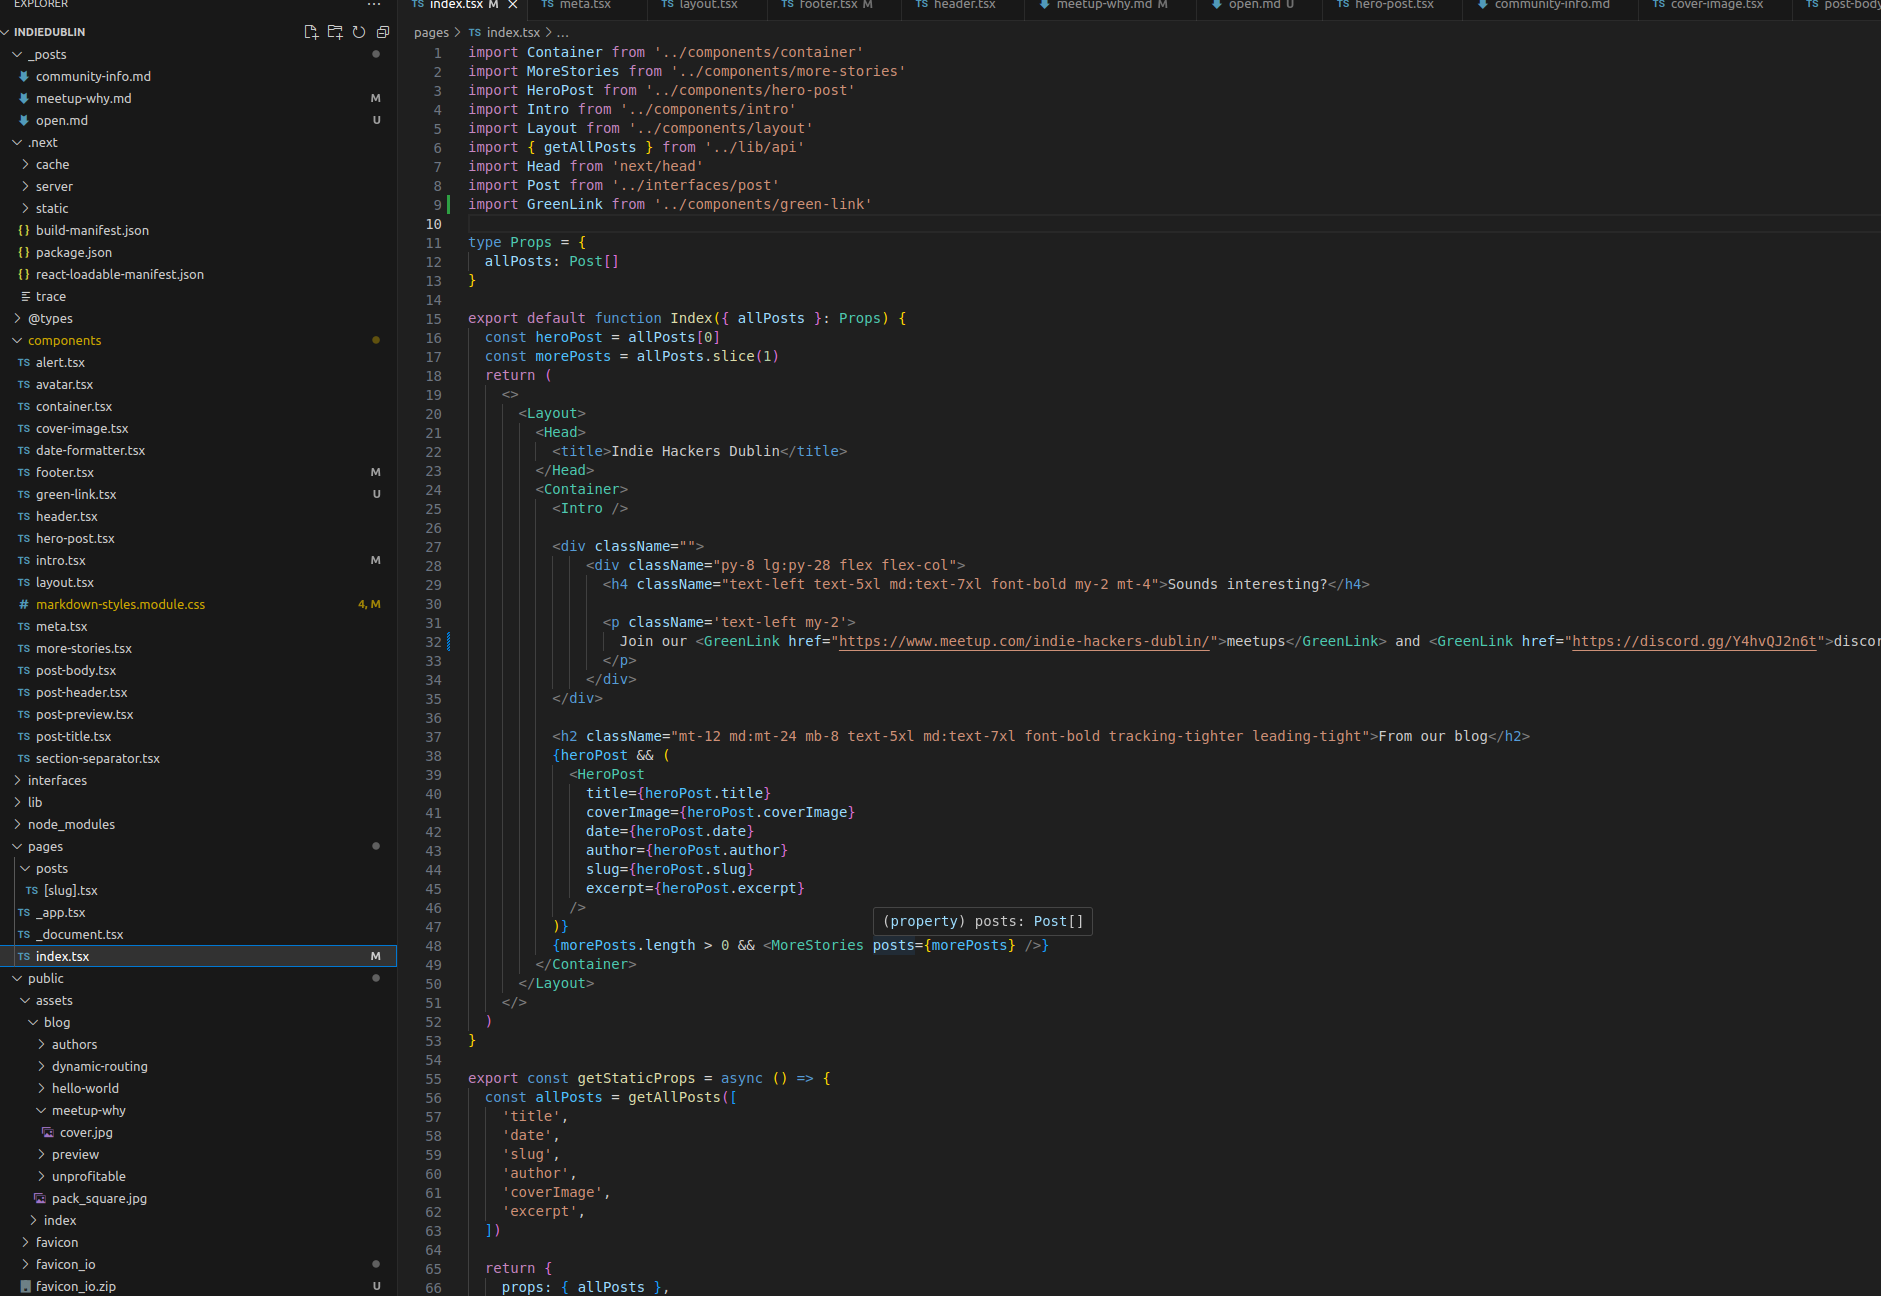 EXPLORER
INDIEDUBLIN
_posts
community-info.md
meetup-why.md M
open.md U
.next
cache
server
static
{} build-manifest.json
{} package.json
{} react-loadable-manifest.json
trace
@types
components
TS alert.tsx
TS avatar.tsx
TS container.tsx
TS cover-image.tsx
TS date-formatter.tsx
TS footer.tsx M
TS green-link.tsx U
TS header.tsx
TS hero-post.tsx
TS intro.tsx M
TS layout.tsx
# markdown-styles.module.css 4, M
TS meta.tsx
TS more-stories.tsx
TS post-body.tsx
TS post-header.tsx
TS post-preview.tsx
TS post-title.tsx
TS section-separator.tsx
interfaces
lib
node_modules
pages
posts
TS [slug].tsx
TS _app.tsx
TS _document.tsx
TS index.tsx M
public
assets
blog
authors
dynamic-routing
hello-world
meetup-why
cover.jpg
preview
unprofitable
pack_square.jpg
index
favicon
favicon_io
favicon_io.zip U
TS index.tsx M × TS meta.tsx TS layout.tsx TS footer.tsx M TS header.tsx meetup-why.md M open.md U TS hero-post.tsx community-info.md TS cover-image.tsx TS post-body
pages > TS index.tsx > ...
1 import Container from '../components/container'
2 import MoreStories from '../components/more-stories'
3 import HeroPost from '../components/hero-post'
4 import Intro from '../components/intro'
5 import Layout from '../components/layout'
6 import { getAllPosts } from '../lib/api'
7 import Head from 'next/head'
8 import Post from '../interfaces/post'
9 import GreenLink from '../components/green-link'
10
11 type Props = {
12 allPosts: Post[]
13 }
14
15 export default function Index({ allPosts }: Props) {
16 const heroPost = allPosts[0]
17 const morePosts = allPosts.slice(1)
18 return (
19 <>
20 <Layout>
21 <Head>
22 <title>Indie Hackers Dublin</title>
23 </Head>
24 <Container>
25 <Intro />
26
27 <div className="">
28 <div className="py-8 lg:py-28 flex flex-col">
29 <h4 className="text-left text-5xl md:text-7xl font-bold my-2 mt-4">Sounds interesting?</h4>
30
31 <p className='text-left my-2'>
32 Join our <GreenLink href="https://www.meetup.com/indie-hackers-dublin/">meetups</GreenLink> and <GreenLink href="https://discord.gg/Y4hvQJ2n6t">discor
33 </p>
34 </div>
35 </div>
36
37 <h2 className="mt-12 md:mt-24 mb-8 text-5xl md:text-7xl font-bold tracking-tighter leading-tight">From our blog</h2>
38 {heroPost && (
39 <HeroPost
40 title={heroPost.title}
41 coverImage={heroPost.coverImage}
42 date={heroPost.date}
43 author={heroPost.author}
44 slug={heroPost.slug}
45 excerpt={heroPost.excerpt}
46 />
(property) posts: Post[]
47 )}
48 {morePosts.length > 0 && <MoreStories posts={morePosts} />}
49 </Container>
50 </Layout>
51 </>
52 )
53 }
54
55 export const getStaticProps = async () => {
56 const allPosts = getAllPosts([
57 'title',
58 'date',
59 'slug',
60 'author',
61 'coverImage',
62 'excerpt',
63 ])
64
65 return {
66 props: { allPosts },